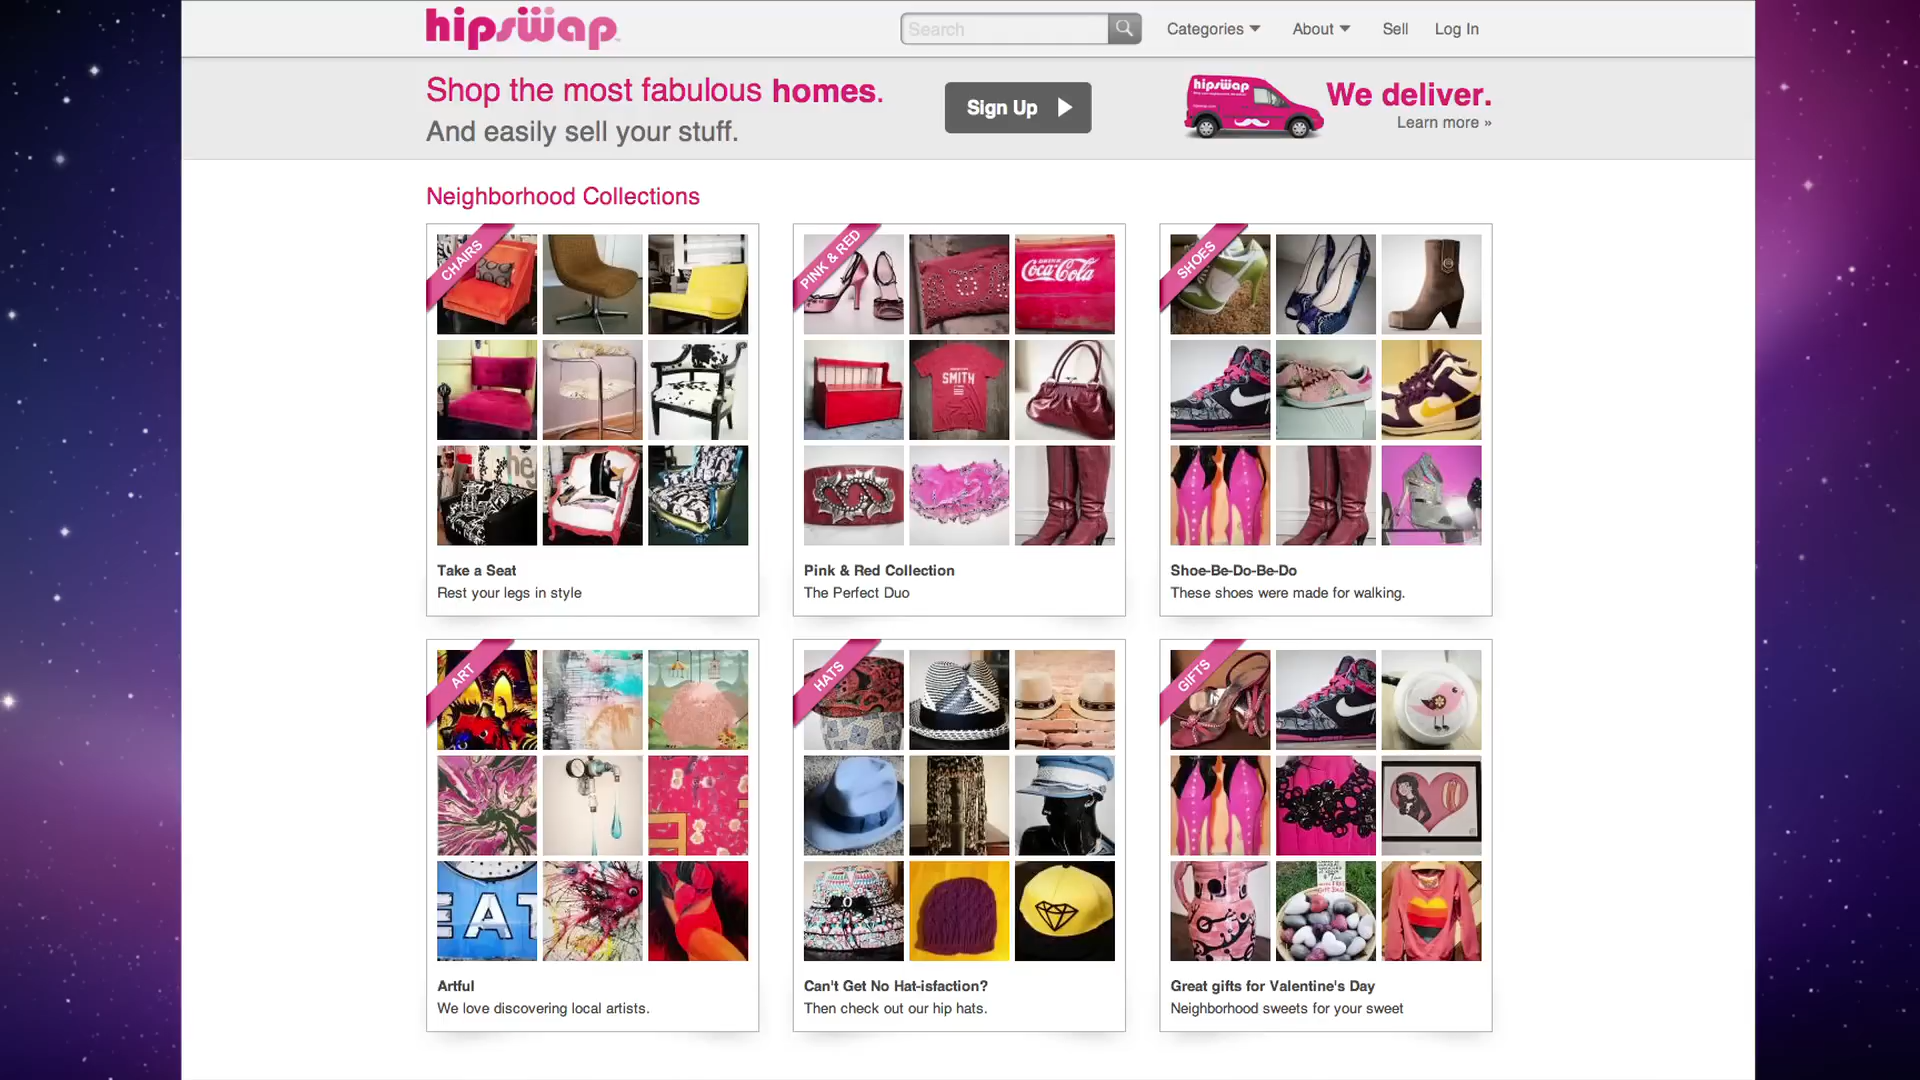 hipswap
Search
Categories
About
Sell
Log In
Shop the most fabulous homes.
And easily sell your stuff.
Sign Up
hipswap
We deliver.
Learn more »
Neighborhood Collections
CHAIRS
PINK & RED
DRINK
Coca-Cola
SMITH
SHOES
he
Take a Seat
Rest your legs in style
Pink & Red Collection
The Perfect Duo
Shoe-Be-Do-Be-Do
These shoes were made for walking.
ART
HATS
GIFTS
EAT
Artful
We love discovering local artists.
Can't Get No Hat-isfaction?
Then check out our hip hats.
Great gifts for Valentine's Day
Neighborhood sweets for your sweet